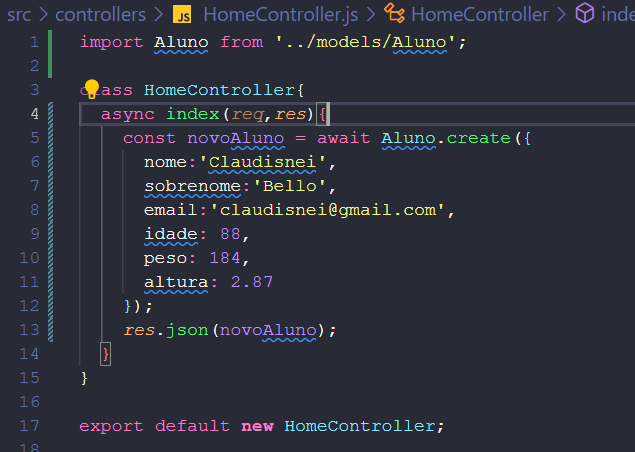 src > controllers > JS HomeController.js > HomeController > inde
1 import Aluno from '../models/Aluno';
2
3 class HomeController{
4 async index(req,res){
5 const novoAluno = await Aluno.create({
6 nome:'Claudisnei',
7 sobrenome:'Bello',
8 email:'claudisnei@gmail.com',
9 idade: 88,
10 peso: 184,
11 altura: 2.87
12 });
13 res.json(novoAluno);
14 }
15 }
16
17 export default new HomeController;
18